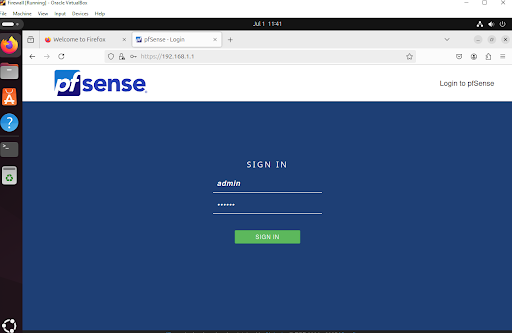 Firewall [Running] - Oracle VirtualBox
File Machine View Input Devices Help
Jul 1 11:41
Welcome to Firefox
pfSense - Login
https://192.168.1.1
pfsense
Login to pfSense
SIGN IN
admin
••••••
SIGN IN